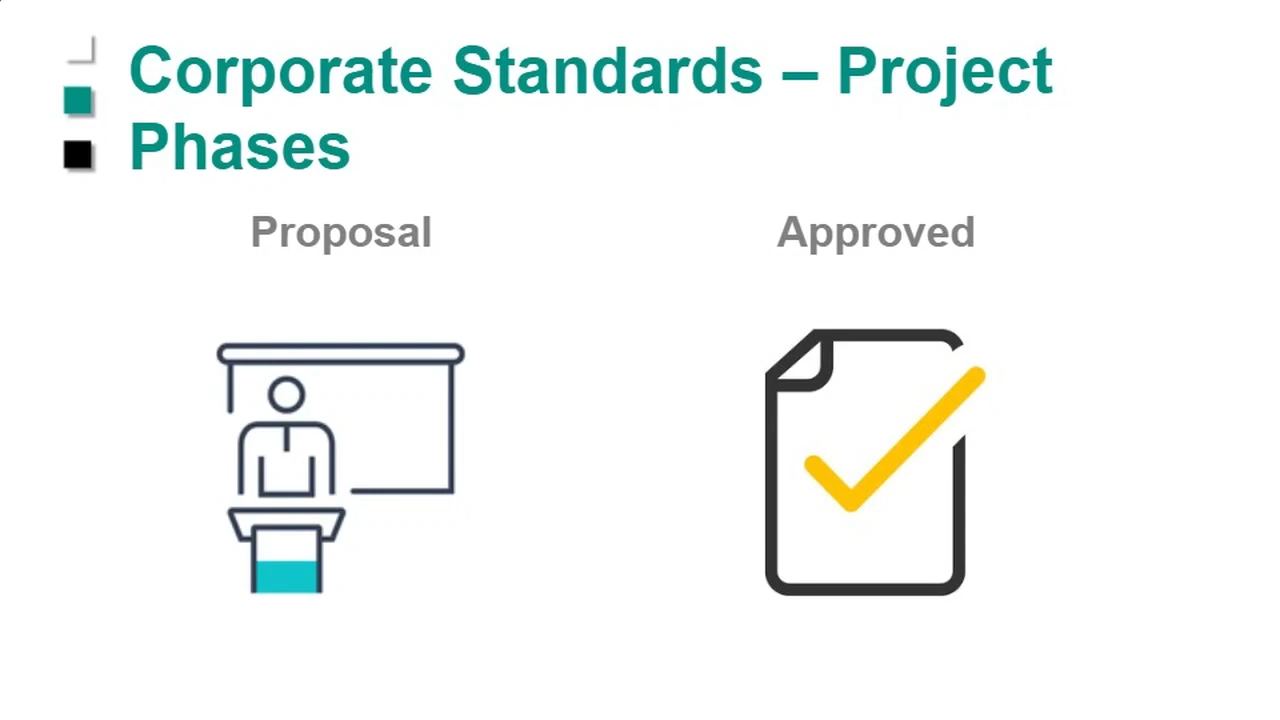 Corporate Standards – Project
Phases
Proposal
Approved